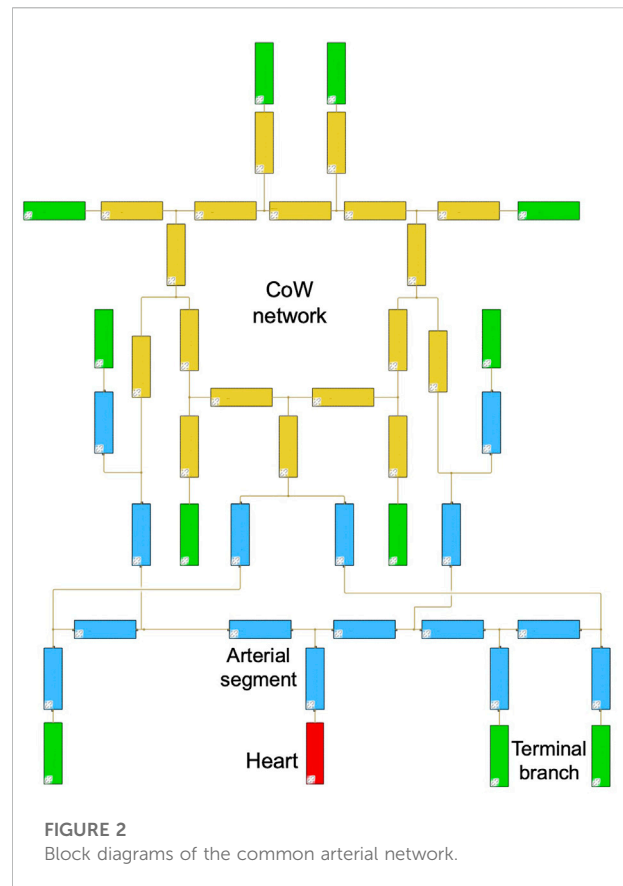 CoW
network
Arterial
segment
Heart
Terminal
branch
FIGURE 2
Block diagrams of the common arterial network.